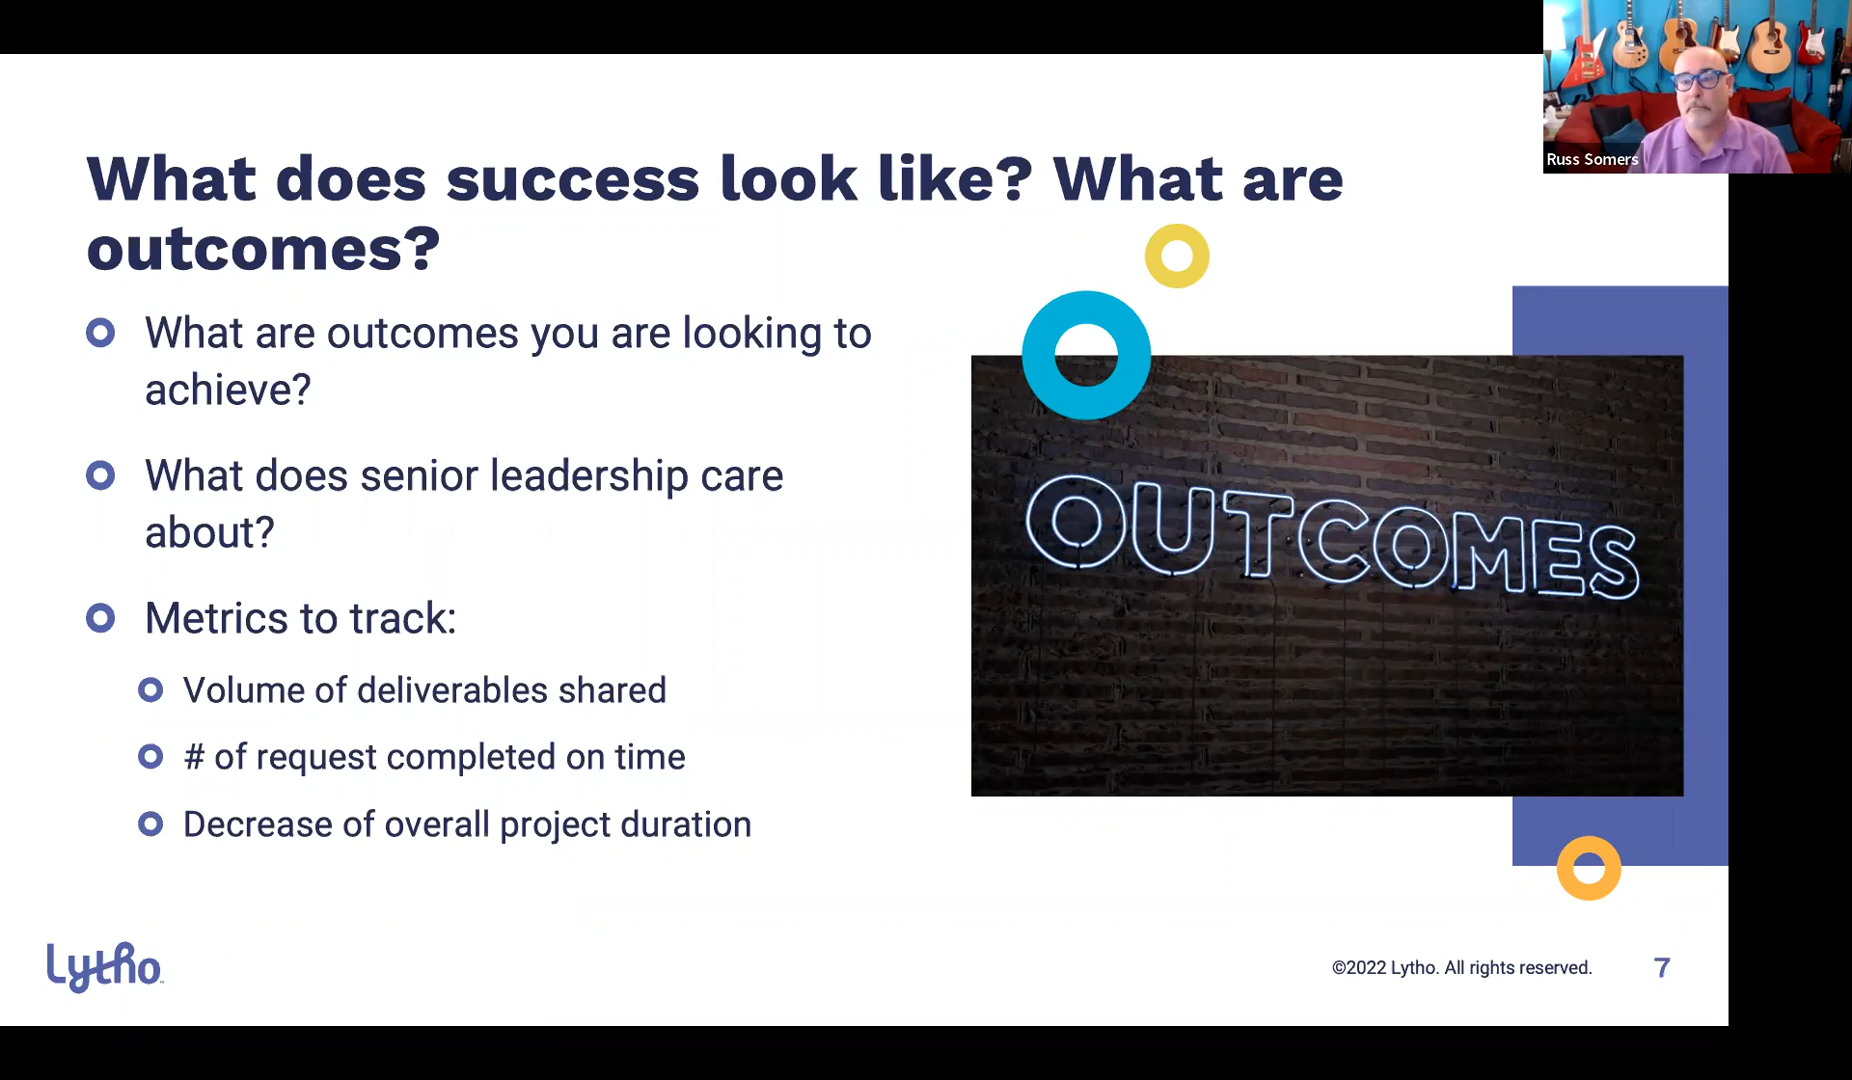 Russ Somers
What does success look like? What are
outcomes?
What are outcomes you are looking to
achieve?
What does senior leadership care
about?
Metrics to track:
Volume of deliverables shared
# of request completed on time
Decrease of overall project duration
OUTCOMES
Lytho
©2022 Lytho. All rights reserved.
7